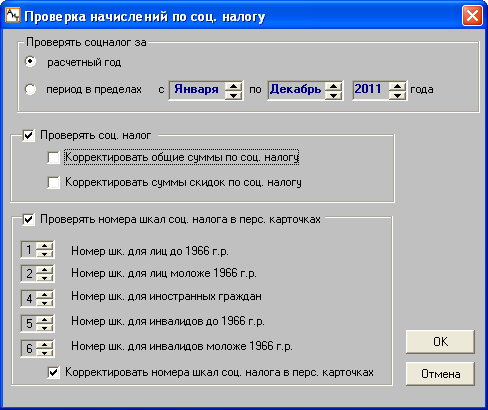 Проверка начислений по соц. налогу
Проверять соцналог за
расчетный год
период в пределах с Января по Декабрь 2011 года
Проверять соц. налог
Корректировать общие суммы по соц. налогу
Корректировать суммы скидок по соц. налогу
Проверять номера шкал соц. налога в перс. карточках
1 Номер шк. для лиц до 1966 г.р.
2 Номер шк. для лиц моложе 1966 г.р.
4 Номер шк. для иностранных граждан
5 Номер шк. для инвалидов до 1966 г.р.
6 Номер шк. для инвалидов моложе 1966 г.р.
Корректировать номера шкал соц. налога в перс. карточках
OK
Отмена